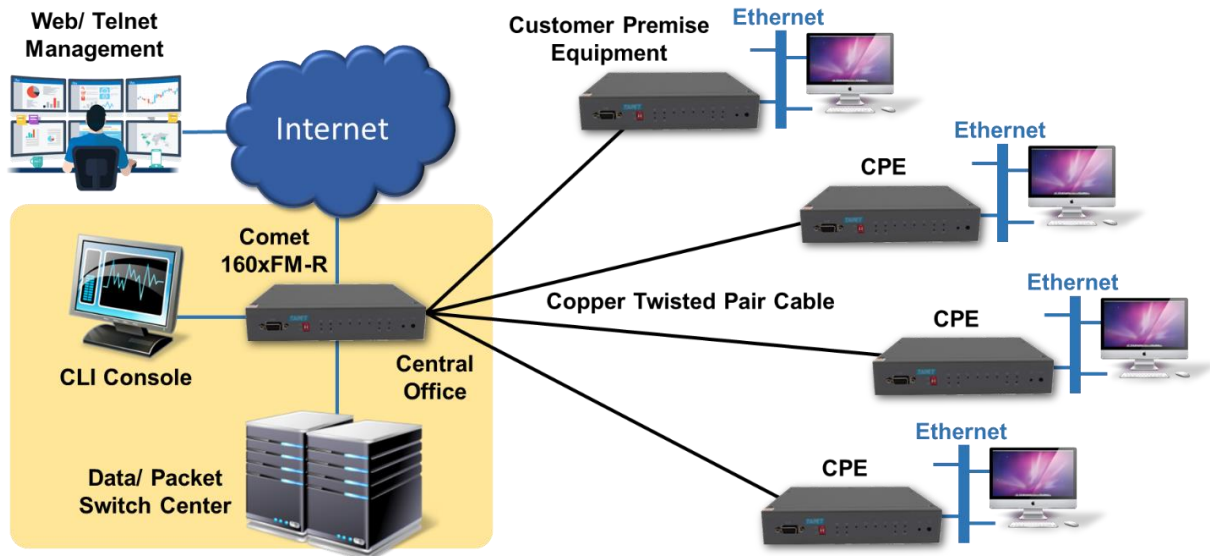 Web/ Telnet
Management
Internet
Customer Premise
Equipment
Ethernet
Ethernet
CPE
Comet
160xFM-R
Copper Twisted Pair Cable
Ethernet
CPE
CLI Console
Central
Office
Ethernet
CPE
Data/ Packet
Switch Center